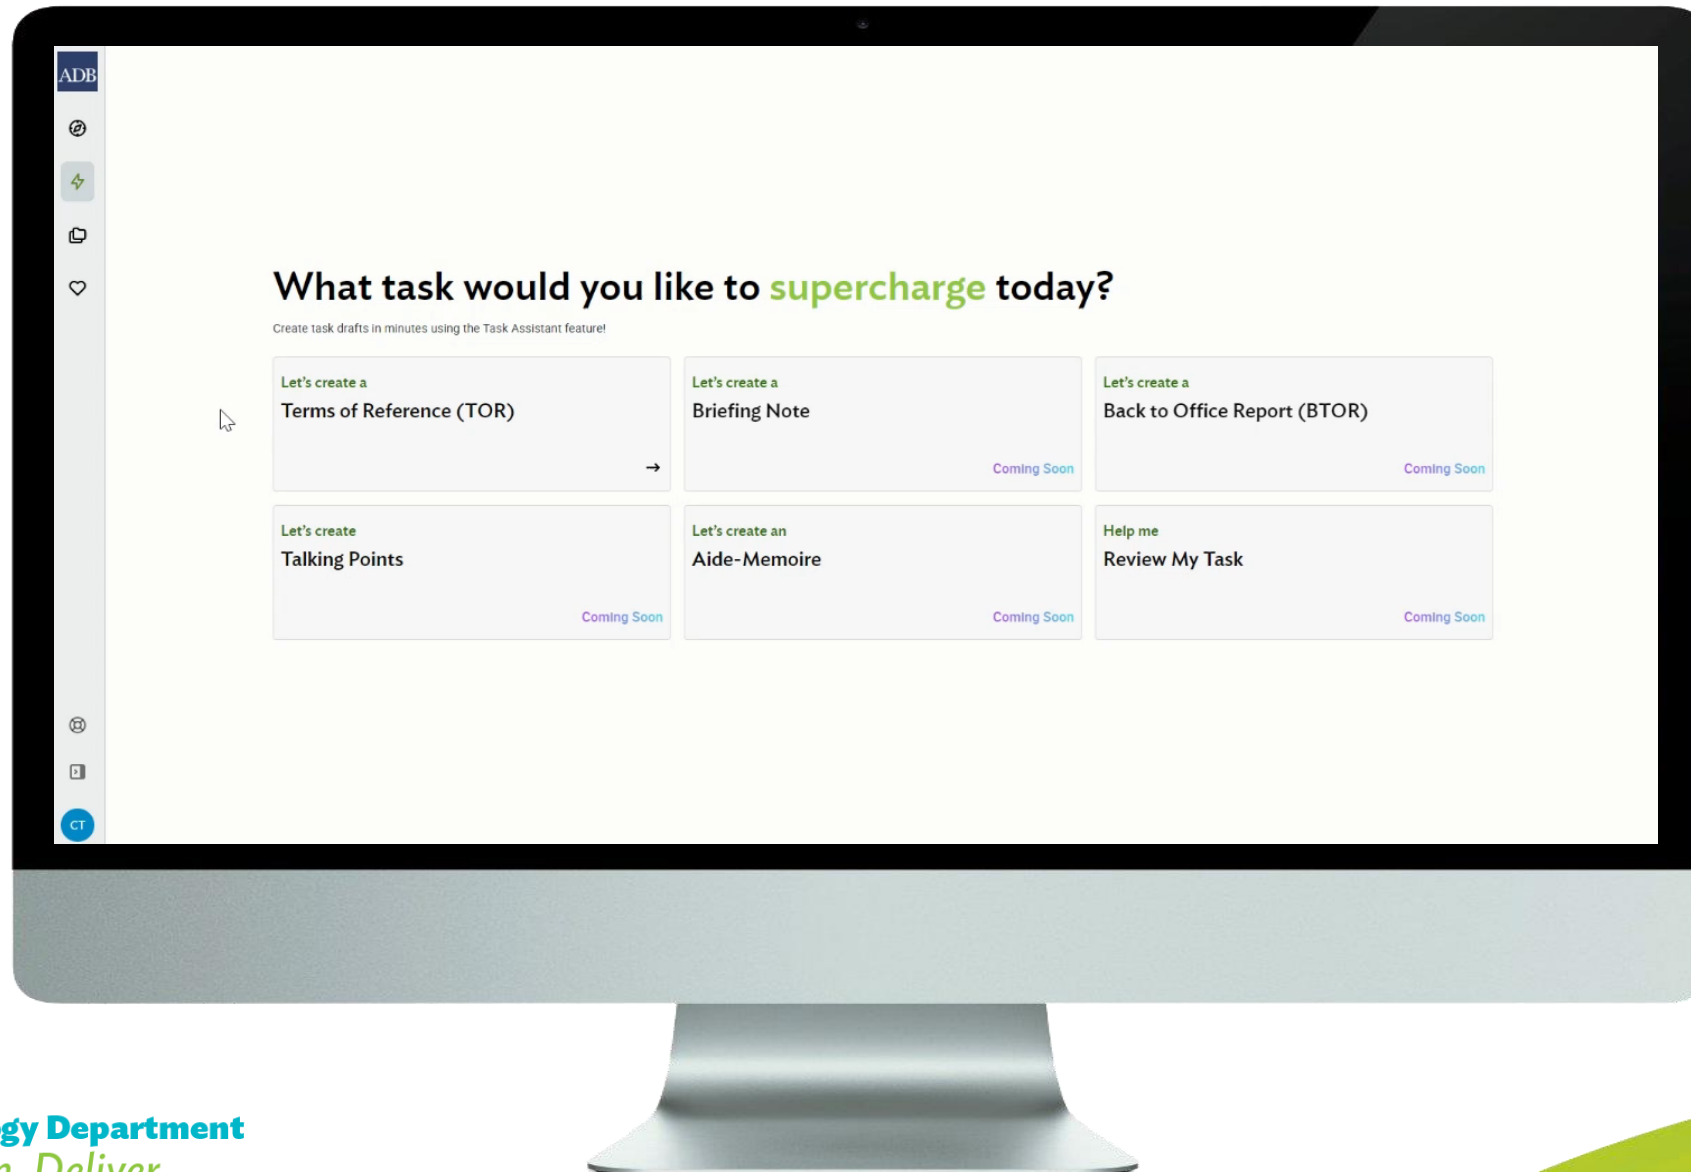 ADB
What task would you like to supercharge today?
Create task drafts in minutes using the Task Assistant feature!
Let's create a
Terms of Reference (TOR)
→
Let's create a
Briefing Note
Coming Soon
Let's create a
Back to Office Report (BTOR)
Coming Soon
Let's create
Talking Points
Coming Soon
Let's create an
Aide-Memoire
Coming Soon
Help me
Review My Task
Coming Soon
CT
Department
Deliver